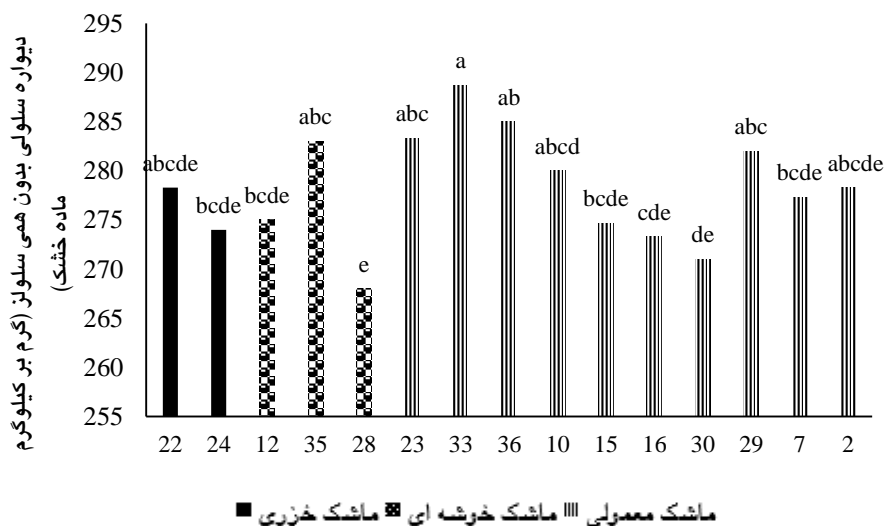 295
290
285
280
275
270
265
260
255
دیواره سلولی بدون همی سلولز (گرم بر کیلوگرم
ماده خشک)
abcde
bcde
bcde
abc
e
abc
a
ab
abcd
bcde
cde
de
abc
bcde
abcde
22 24 12 35 28 23 33 36 10 15 16 30 29 7 2
ماشک خزری ماشک خوشه ای ماشک معمولی